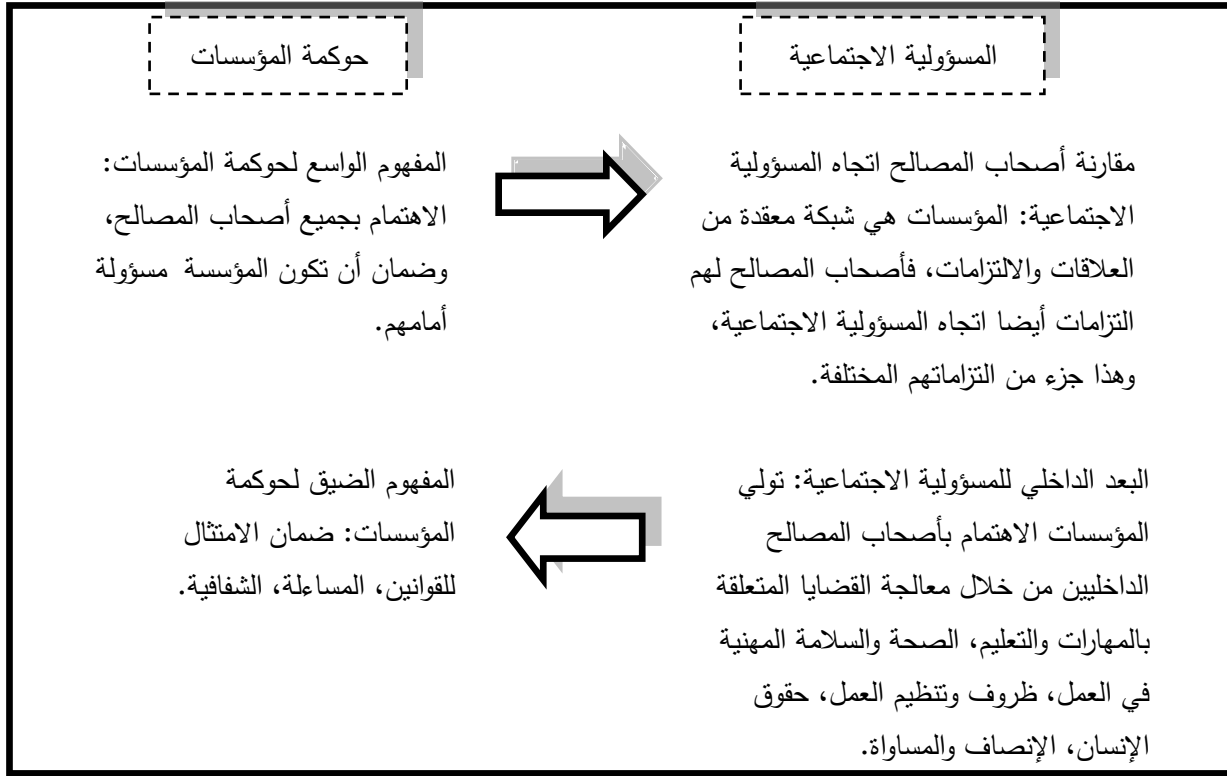 المسؤولية الاجتماعية
حوكمة المؤسسات
مقارنة أصحاب المصالح اتجاه المسؤولية
الاجتماعية: المؤسسات هي شبكة معقدة من
العلاقات والالتزامات، فأصحاب المصالح لهم
التزامات أيضا اتجاه المسؤولية الاجتماعية،
وهذا جزء من التزاماتهم المختلفة.
المفهوم الواسع لحوكمة المؤسسات:
الاهتمام بجميع أصحاب المصالح،
وضمان أن تكون المؤسسة مسؤولة
أمامهم.
البعد الداخلي للمسؤولية الاجتماعية: تولي
المؤسسات الاهتمام بأصحاب المصالح
الداخليين من خلال معالجة القضايا المتعلقة
بالمهارات والتعليم، الصحة والسلامة المهنية
في العمل، ظروف وتنظيم العمل، حقوق
الإنسان، الإنصاف والمساواة.
المفهوم الضيق لحوكمة
المؤسسات: ضمان الامتثال
للقوانين، المساءلة، الشفافية.